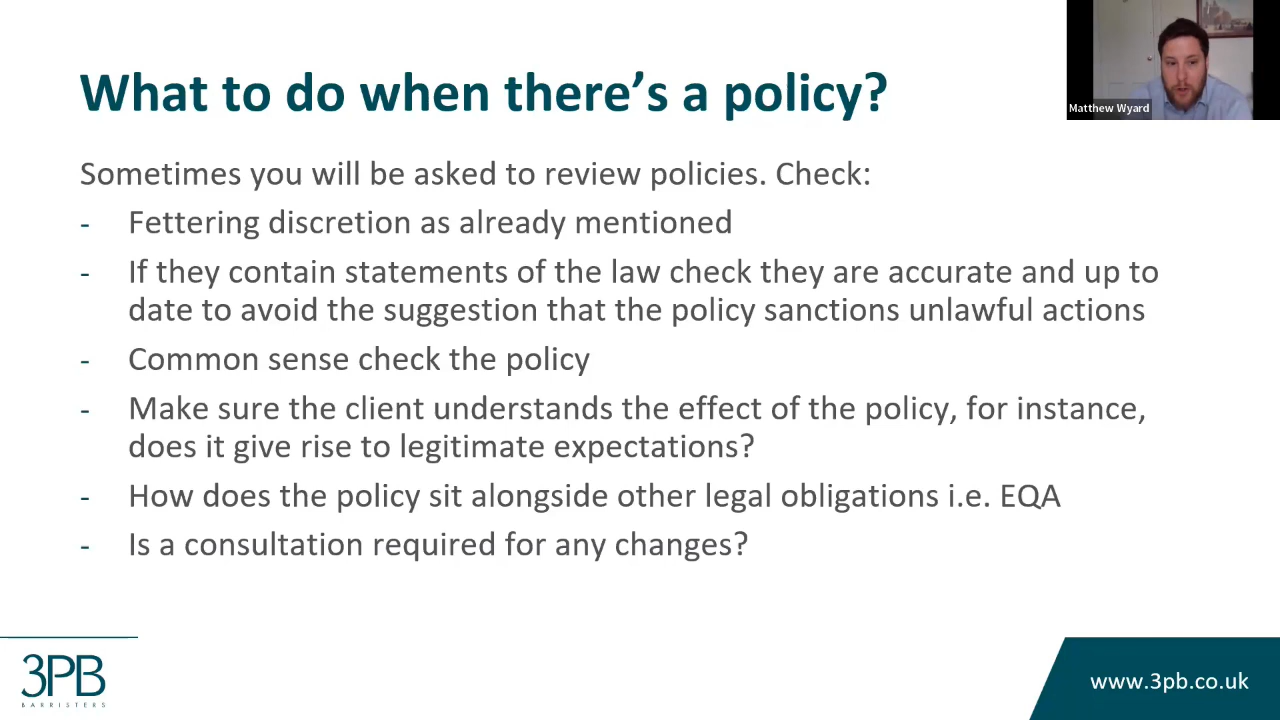 What to do when there's a policy?
Matthew Wyard
Sometimes you will be asked to review policies. Check:
- Fettering discretion as already mentioned
- If they contain statements of the law check they are accurate and up to
date to avoid the suggestion that the policy sanctions unlawful actions
- Common sense check the policy
- Make sure the client understands the effect of the policy, for instance,
does it give rise to legitimate expectations?
- How does the policy sit alongside other legal obligations i.e. EQA
- Is a consultation required for any changes?
3PB
BARRISTERS
www.3pb.co.uk